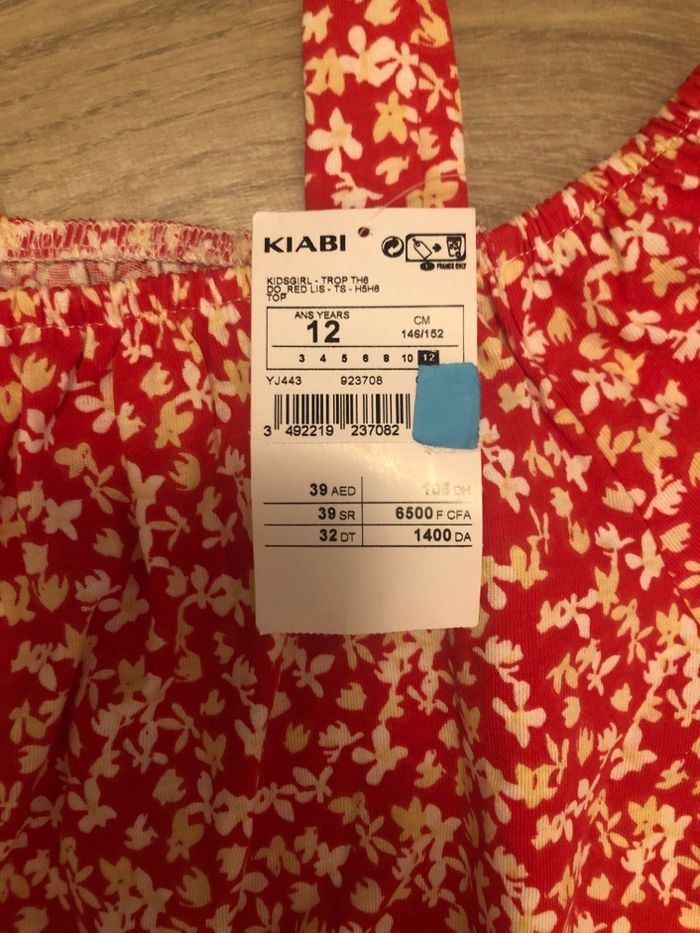 KIABI
FRANCE ONLY
KIDSGIRL - TROP TH6
DO_RED LIS - TS - H5H6
TOP
ANS YEARS
12
CM
146/152
3 4 5 6 8 10 12
YJ443 923708
3 492219 237082
39 AED DH
39 SR 6500 F CFA
32 DT 1400 DA